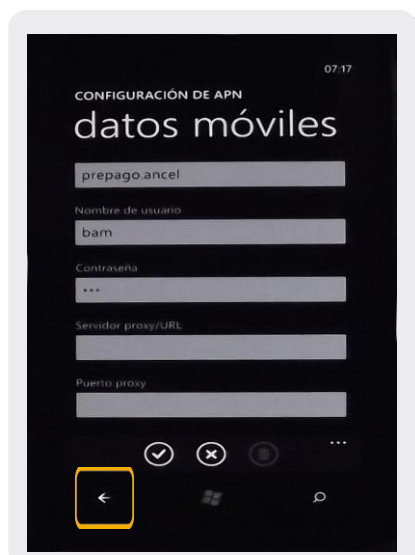 07:17
CONFIGURACIÓN DE APN
datos móviles
prepago.ancel
Nombre de usuario
bam
Contraseña
•••
Servidor proxy/URL
Puerto proxy
...